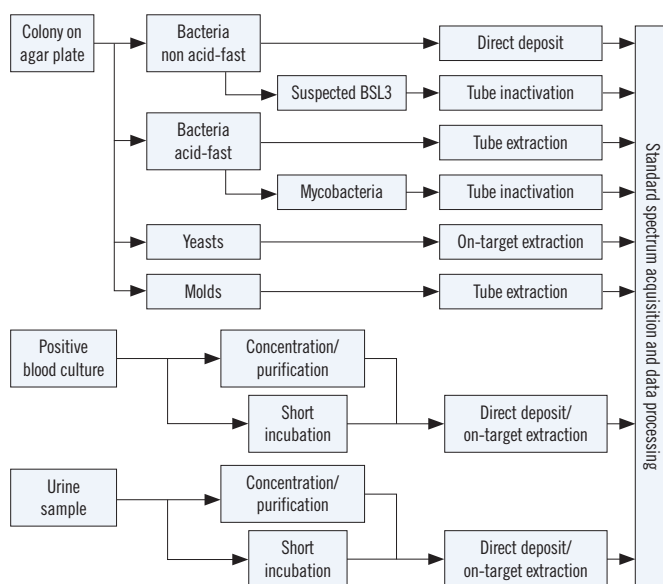 Colony on
agar plate
Bacteria
non acid-fast
Direct deposit
Suspected BSL3
Tube inactivation
Bacteria
acid-fast
Tube extraction
Mycobacteria
Tube inactivation
Yeasts
On-target extraction
Molds
Tube extraction
Positive
blood culture
Concentration/
purification
Short
incubation
Direct deposit/
on-target extraction
Urine
sample
Concentration/
purification
Short
incubation
Direct deposit/
on-target extraction
Standard spectrum acquisition and data processing